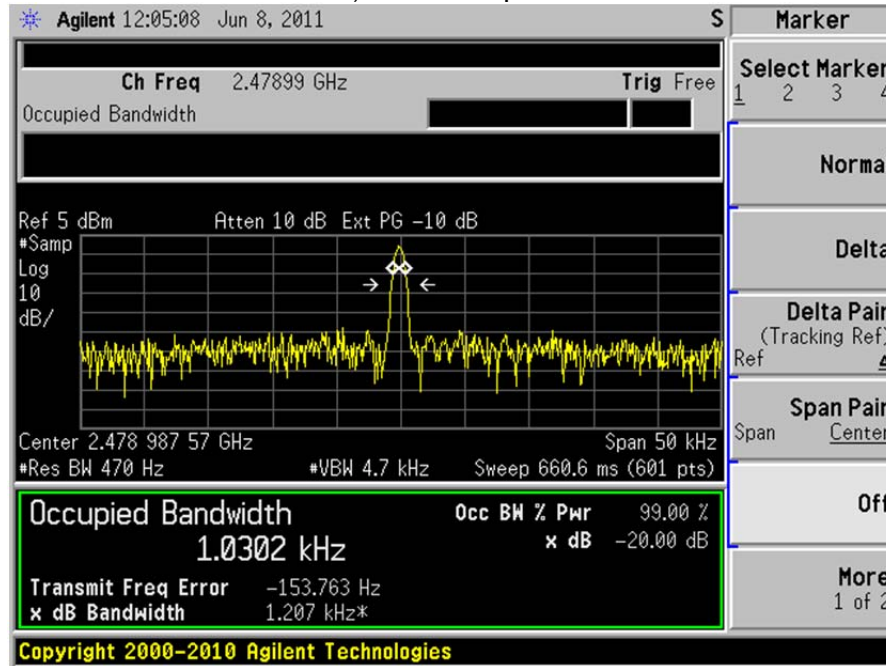 Agilent 12:05:08 Jun 8, 2011 S
Marker
Ch Freq 2.47899 GHz Trig Free
Occupied Bandwidth
Select Marker
1 2 3 4
Norma
Delta
Delta Pair
(Tracking Ref)
Ref
Span Pair
Span Center
Off
More
1 of 2
Ref 5 dBm Atten 10 dB Ext PG -10 dB
#Samp
Log
10
dB/
Center 2.478 987 57 GHz Span 50 kHz
#Res BW 470 Hz #VBW 4.7 kHz Sweep 660.6 ms (601 pts)
Occupied Bandwidth
1.0302 kHz
Occ BW % Pwr 99.00 %
x dB -20.00 dB
Transmit Freq Error -153.763 Hz
x dB Bandwidth 1.207 kHz*
Copyright 2000-2010 Agilent Technologies